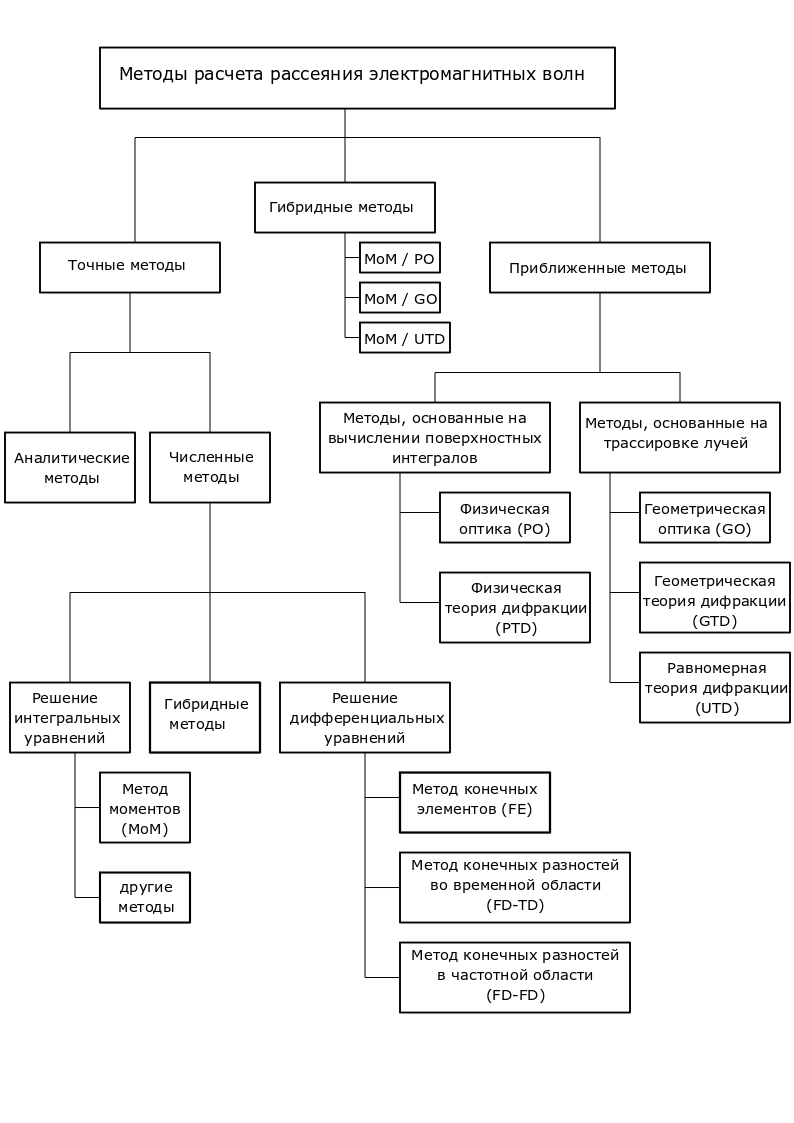 Методы расчета рассеяния электромагнитных волн
Гибридные методы
MoM / PO
MoM / GO
MoM / UTD
Точные методы
Приближенные методы
Аналитические
методы
Численные
методы
Методы, основанные на
вычислении поверхностных
интегралов
Методы, основанные на
трассировке лучей
Физическая
оптика (PO)
Физическая
теория дифракции
(PTD)
Геометрическая
оптика (GO)
Геометрическая
теория дифракции
(GTD)
Равномерная
теория дифракции
(UTD)
Решение
интегральных
уравнений
Гибридные
методы
Решение
дифференциальных
уравнений
Метод
моментов
(MoM)
другие
методы
Метод конечных
элементов (FE)
Метод конечных разностей
во временной области
(FD-TD)
Метод конечных разностей
в частотной области
(FD-FD)